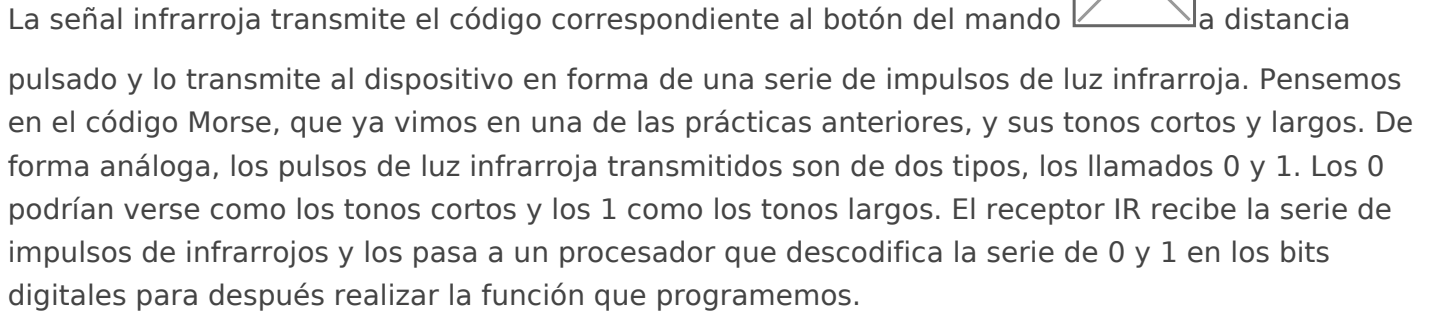 La señal infrarroja transmite el código correspondiente al botón del mando a distancia
pulsado y lo transmite al dispositivo en forma de una serie de impulsos de luz infrarroja. Pensemos
en el código Morse, que ya vimos en una de las prácticas anteriores, y sus tonos cortos y largos. De
forma análoga, los pulsos de luz infrarroja transmitidos son de dos tipos, los llamados 0 y 1. Los 0
podrían verse como los tonos cortos y los 1 como los tonos largos. El receptor IR recibe la serie de
impulsos de infrarrojos y los pasa a un procesador que descodifica la serie de 0 y 1 en los bits
digitales para después realizar la función que programemos.